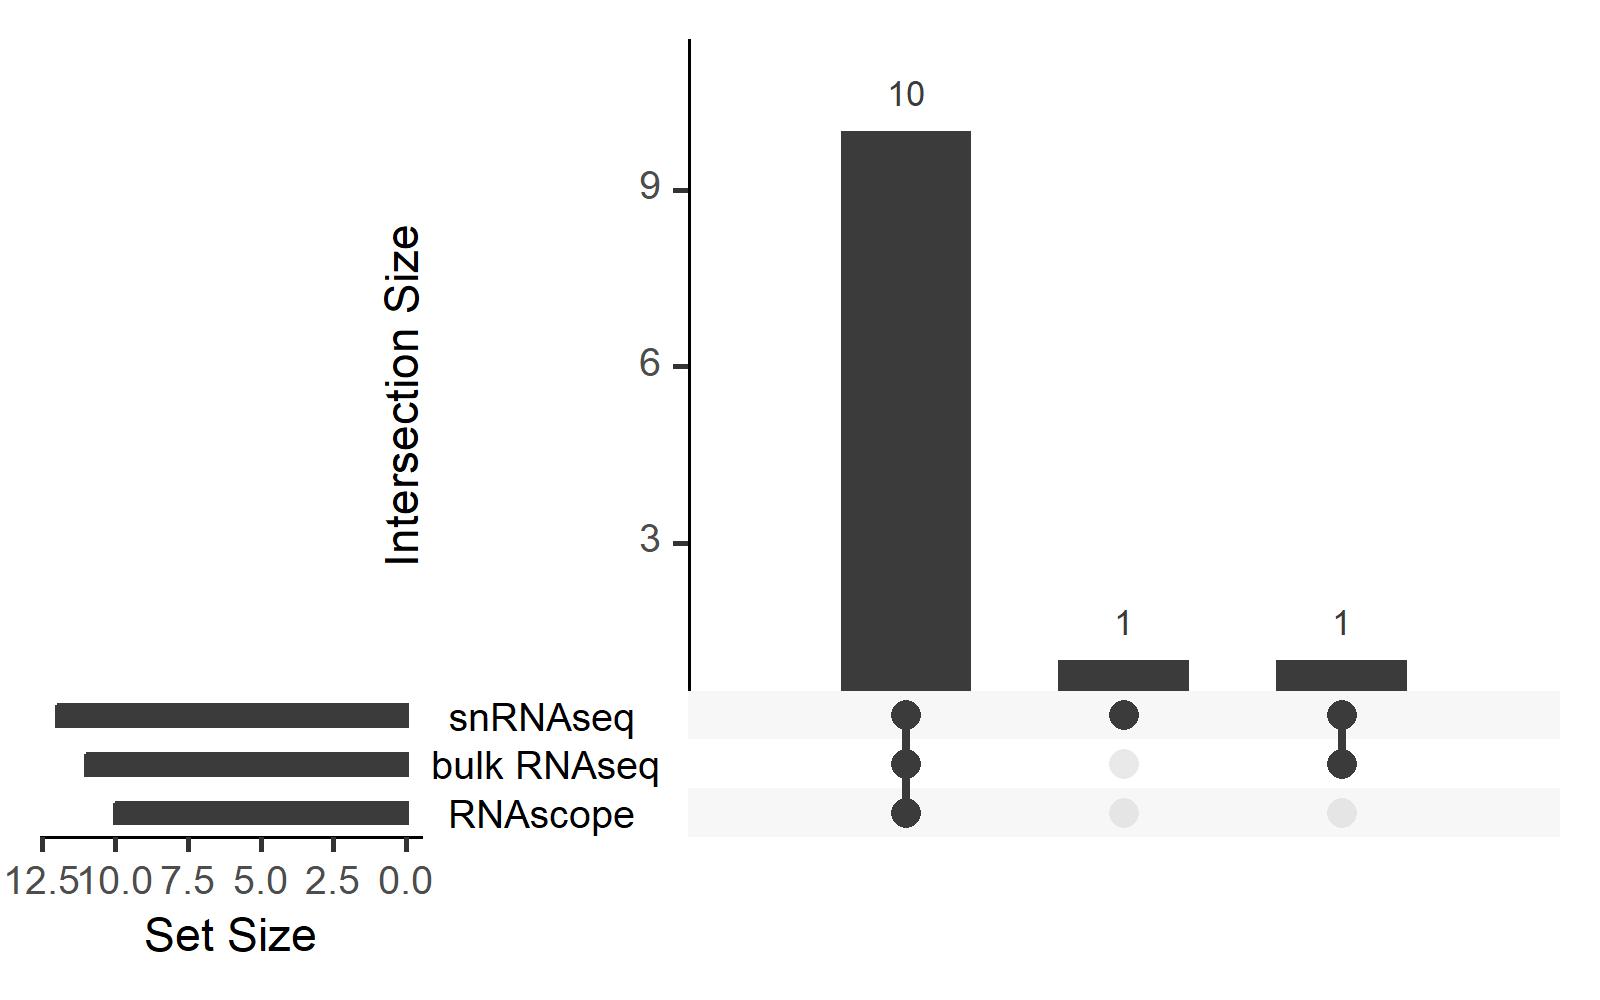 10
9
6
3
Intersection Size
1 1
snRNAseq
bulk RNAseq
RNAscope
12.5 10.0 7.5 5.0 2.5 0.0
Set Size